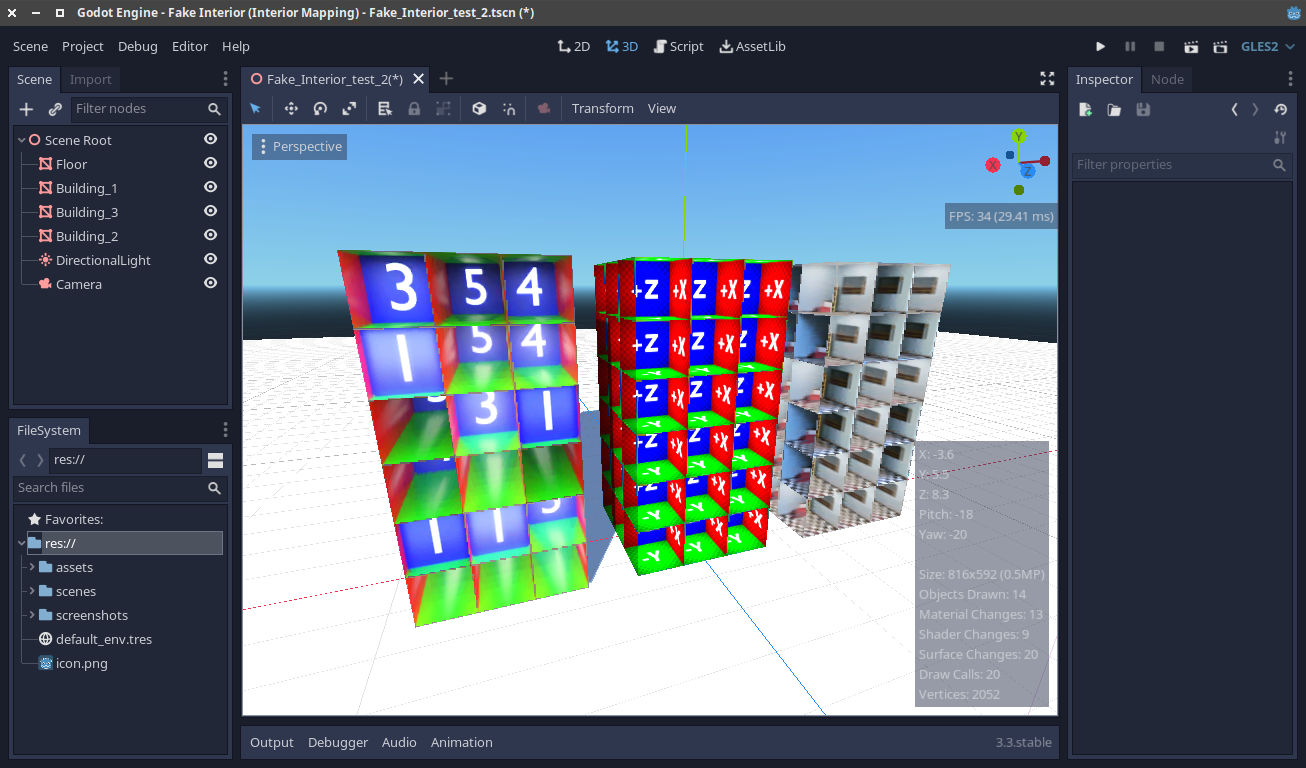 Godot Engine - Fake Interior (Interior Mapping) - Fake_Interior_test_2.tscn (*)
Scene Project Debug Editor Help
2D 3D Script AssetLib
GLES2
Scene Import
Filter nodes
Scene Root
Floor
Building_1
Building_3
Building_2
DirectionalLight
Camera
FileSystem
res://
Search files
Favorites:
res://
assets
scenes
screenshots
default_env.tres
icon.png
Fake_Interior_test_2(*)
Transform View
Perspective
Y
X
Z
FPS: 34 (29.41 ms)
3 5 4
1 5 4
3 1
1 1
+Z +X Z +X Z +X
+Z +X Z +X Z +X
+Z +X Z +X Z +X
-Y -Y -Y
X: -3.6
Y: 5.5
Z: 8.3
Pitch: -18
Yaw: -20
Size: 816x592 (0.5MP)
Objects Drawn: 14
Material Changes: 13
Shader Changes: 9
Surface Changes: 20
Draw Calls: 20
Vertices: 2052
Output Debugger Audio Animation
3.3.stable
Inspector Node
Filter properties